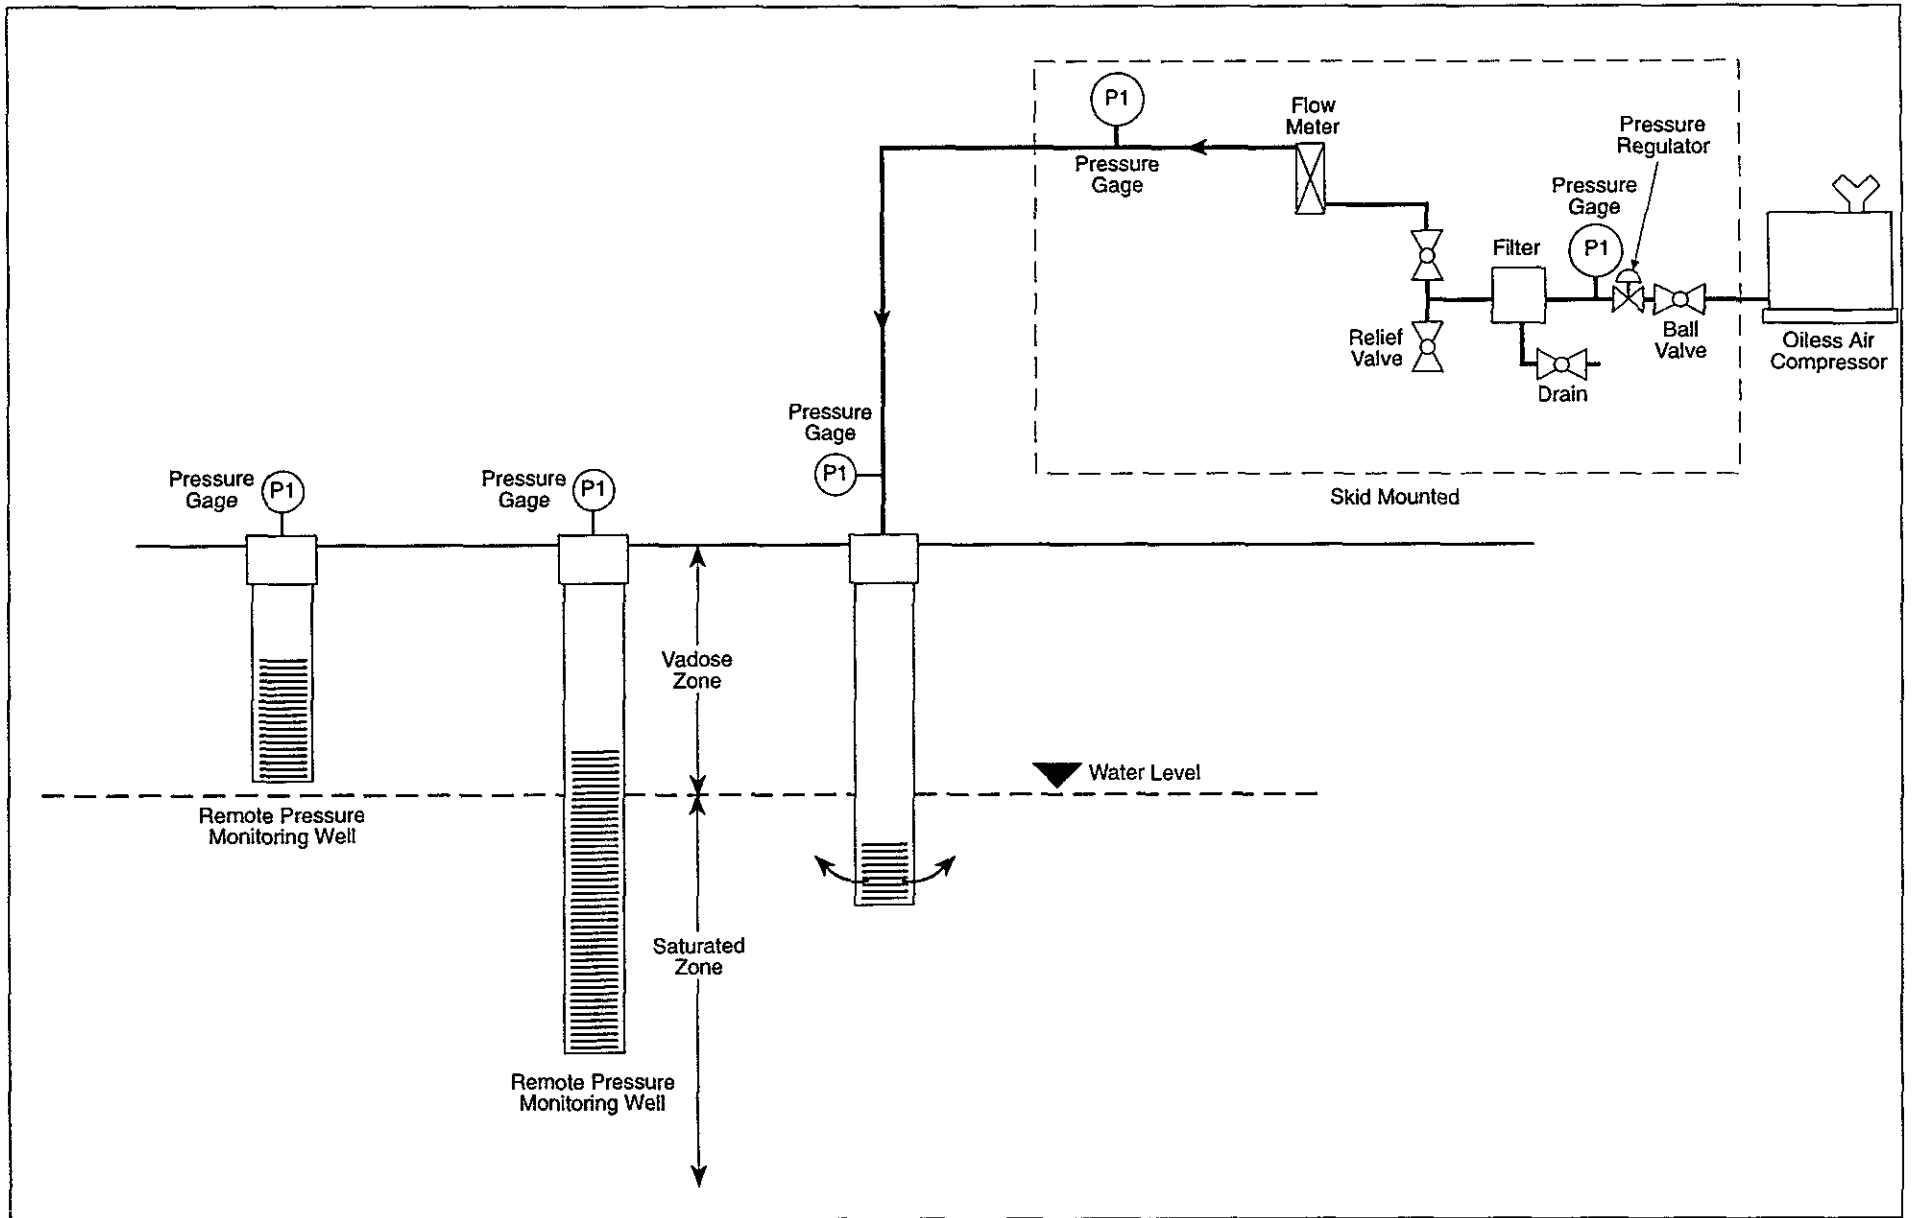 P1
Pressure
Gage
Flow
Meter
Pressure
Regulator
Pressure
Gage
P1
Filter
Relief
Valve
Drain
Ball
Valve
Oiless Air
Compressor
Skid Mounted
Pressure
Gage
P1
Pressure
Gage
P1
Pressure
Gage
P1
Vadose
Zone
Water Level
Remote Pressure
Monitoring Well
Saturated
Zone
Remote Pressure
Monitoring Well